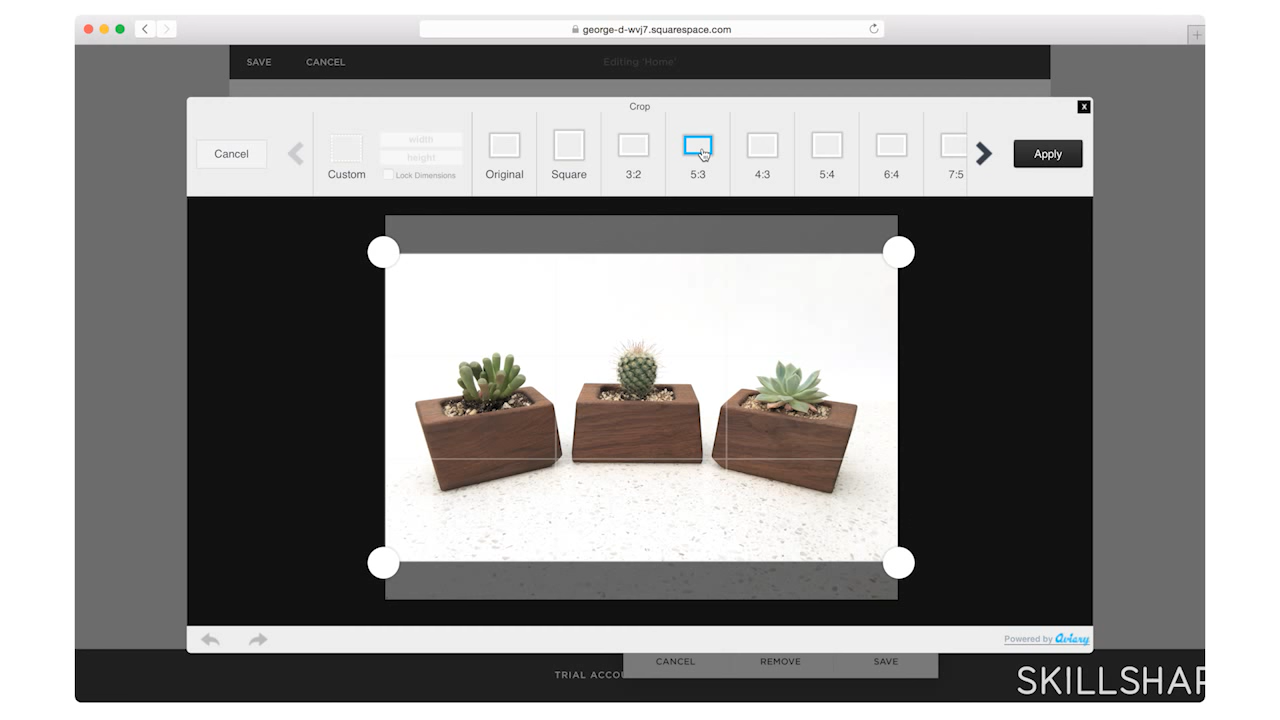 george-d-wvj7.squarespace.com
SAVE CANCEL Editing 'Home'
Crop
X
Cancel
Custom
width
height
Lock Dimensions
Original
Square
3:2
5:3
4:3
5:4
6:4
7:5
Apply
Powered by Aviary
CANCEL REMOVE SAVE
TRIAL ACCOU
SKILLSHAR